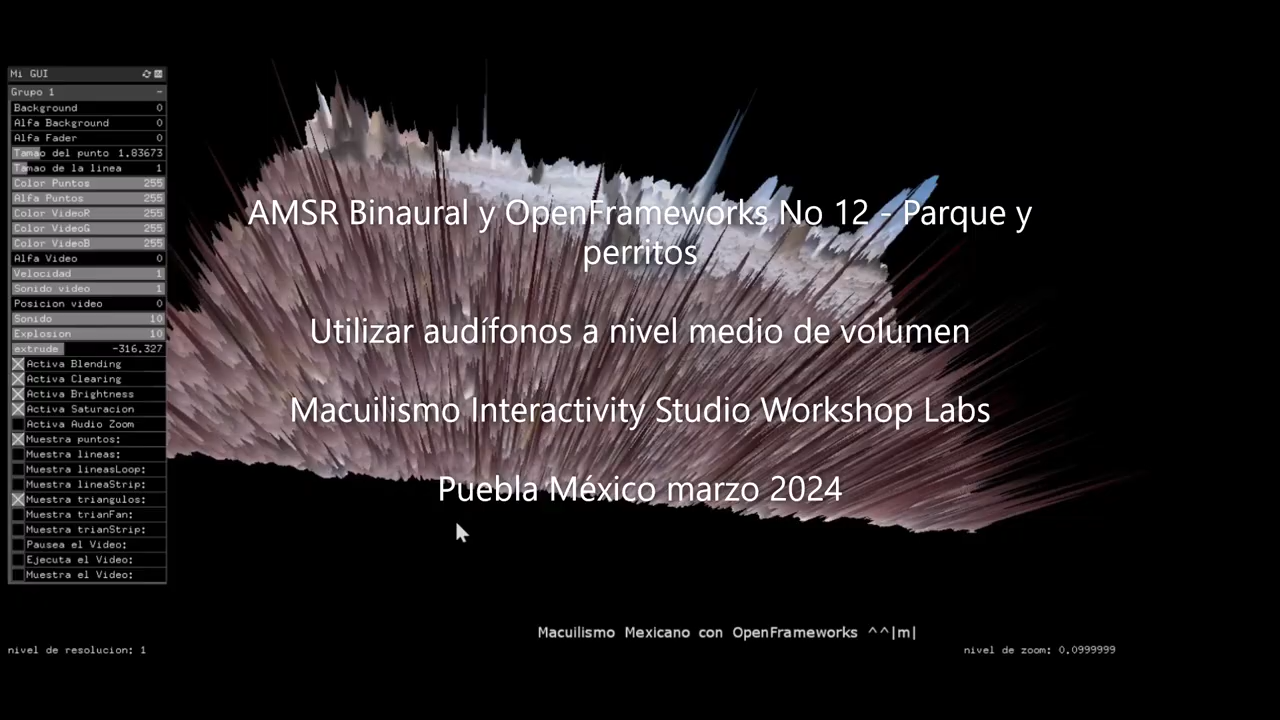 Mi GUI
Grupo 1 -
Background 0
Alfa Background 0
Alfa Fader 0
Tamao del punto 1.83673
Tamao de la linea 1
Color Puntos 255
Alfa Puntos 255
Color VideoR 255
Color VideoG 255
Color VideoB 255
Alfa Video 0
Velocidad 1
Sonido video 1
Posicion video 0
Sonido 10
Explosion 10
extrude -316.327
Activa Blending
Activa Clearing
Activa Brightness
Activa Saturacion
Activa Audio Zoom
Muestra puntos:
Muestra lineas:
Muestra lineasLoop:
Muestra lineaStrip:
Muestra triangulos:
Muestra trianFan:
Muestra trianStrip:
Pausea el Video:
Ejecuta el Video:
Muestra el Video:
AMSR Binaural y OpenFrameworks No 12 - Parque y
perritos
Utilizar audífonos a nivel medio de volumen
Macuilismo Interactivity Studio Workshop Labs
Puebla México marzo 2024
Macuilismo Mexicano con OpenFrameworks ^^|m|
nivel de resolucion: 1
nivel de zoom: 0.0999999